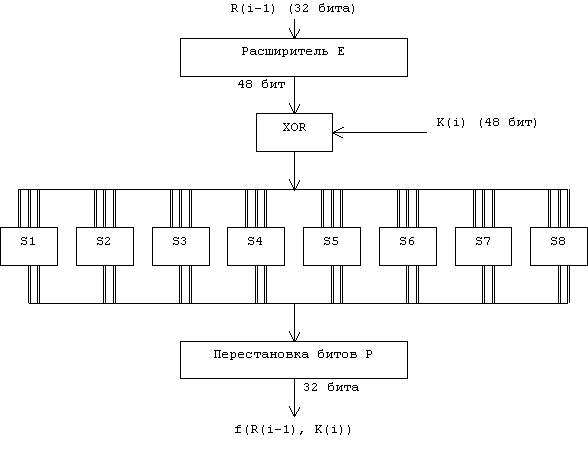 R(i-1) (32 бита)
Расширитель E
48 бит
XOR
K(i) (48 бит)
S1 S2 S3 S4 S5 S6 S7 S8
Перестановка битов P
32 бита
f(R(i-1), K(i))